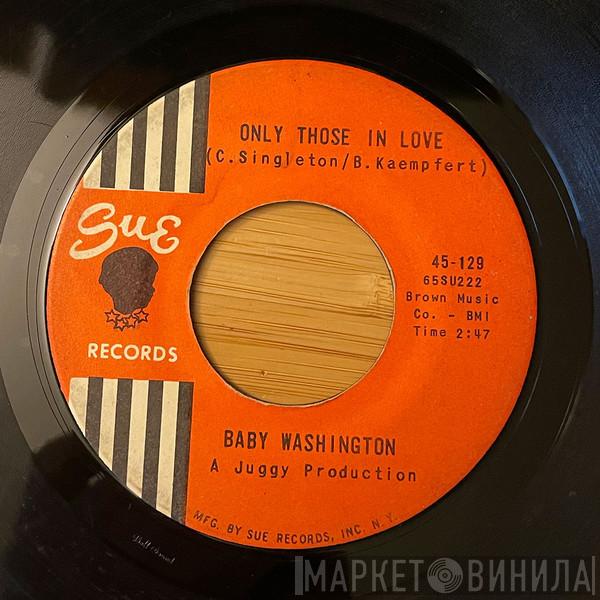 ONLY THOSE IN LOVE
(C. Singleton/B. Kaempfert)
Sue
RECORDS
45-129
65SU222
Brown Music
Co. - BMI
Time 2:47
BABY WASHINGTON
A Juggy Production
MFG. BY SUE RECORDS, INC. N.Y.
МАРКЕТ ВИНИЛА